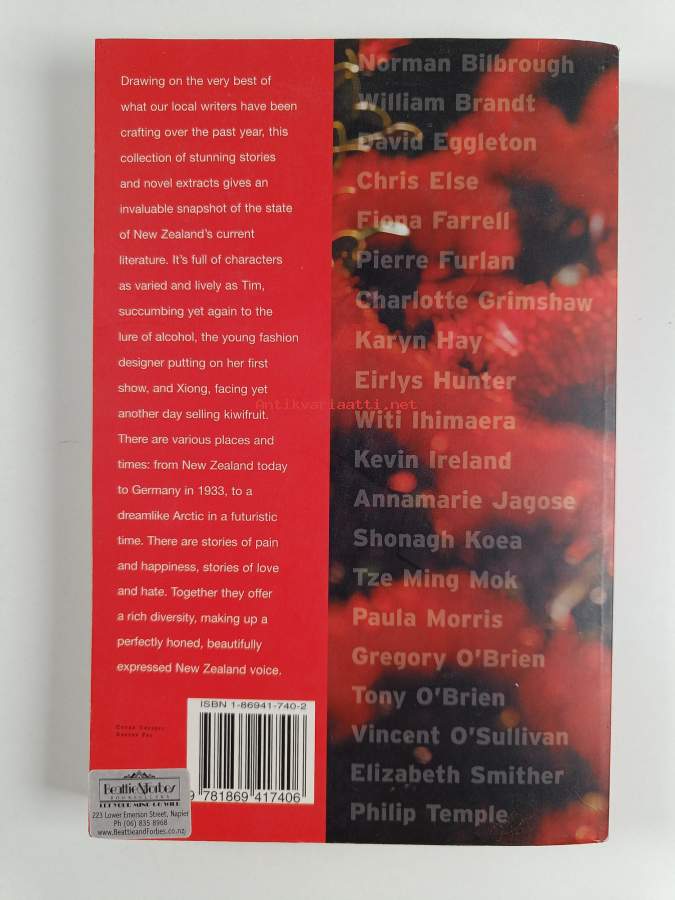 Drawing on the very best of
what our local writers have been
crafting over the past year, this
collection of stunning stories
and novel extracts gives an
invaluable snapshot of the state
of New Zealand's current
literature. It's full of characters
as varied and lively as Tim,
succumbing yet again to the
lure of alcohol, the young fashion
designer putting on her first
show, and Xiong, facing yet
another day selling kiwifruit.
There are various places and
times: from New Zealand today
to Germany in 1933, to a
dreamlike Arctic in a futuristic
time. There are stories of pain
and happiness, stories of love
and hate. Together they offer
a rich diversity, making up a
perfectly honed, beautifully
expressed New Zealand voice.
Norman Bilbrough
William Brandt
David Eggleton
Chris Else
Fiona Farrell
Pierre Furlan
Charlotte Grimshaw
Karyn Hay
Eirlys Hunter
Witi Ihimaera
Kevin Ireland
Annamarie Jagose
Shonagh Koea
Tze Ming Mok
Paula Morris
Gregory O'Brien
Tony O'Brien
Vincent O'Sullivan
Elizabeth Smither
Philip Temple
Antikvariaatti.net
ISBN 1-86941-740-2
9 781869 417406
Beattie & Forbes
BOOKSELLERS
LET YOUR MIND GO WILD
223 Lower Emerson Street, Napier
Ph (06) 835 8968
www.BeattieandForbes.co.nz